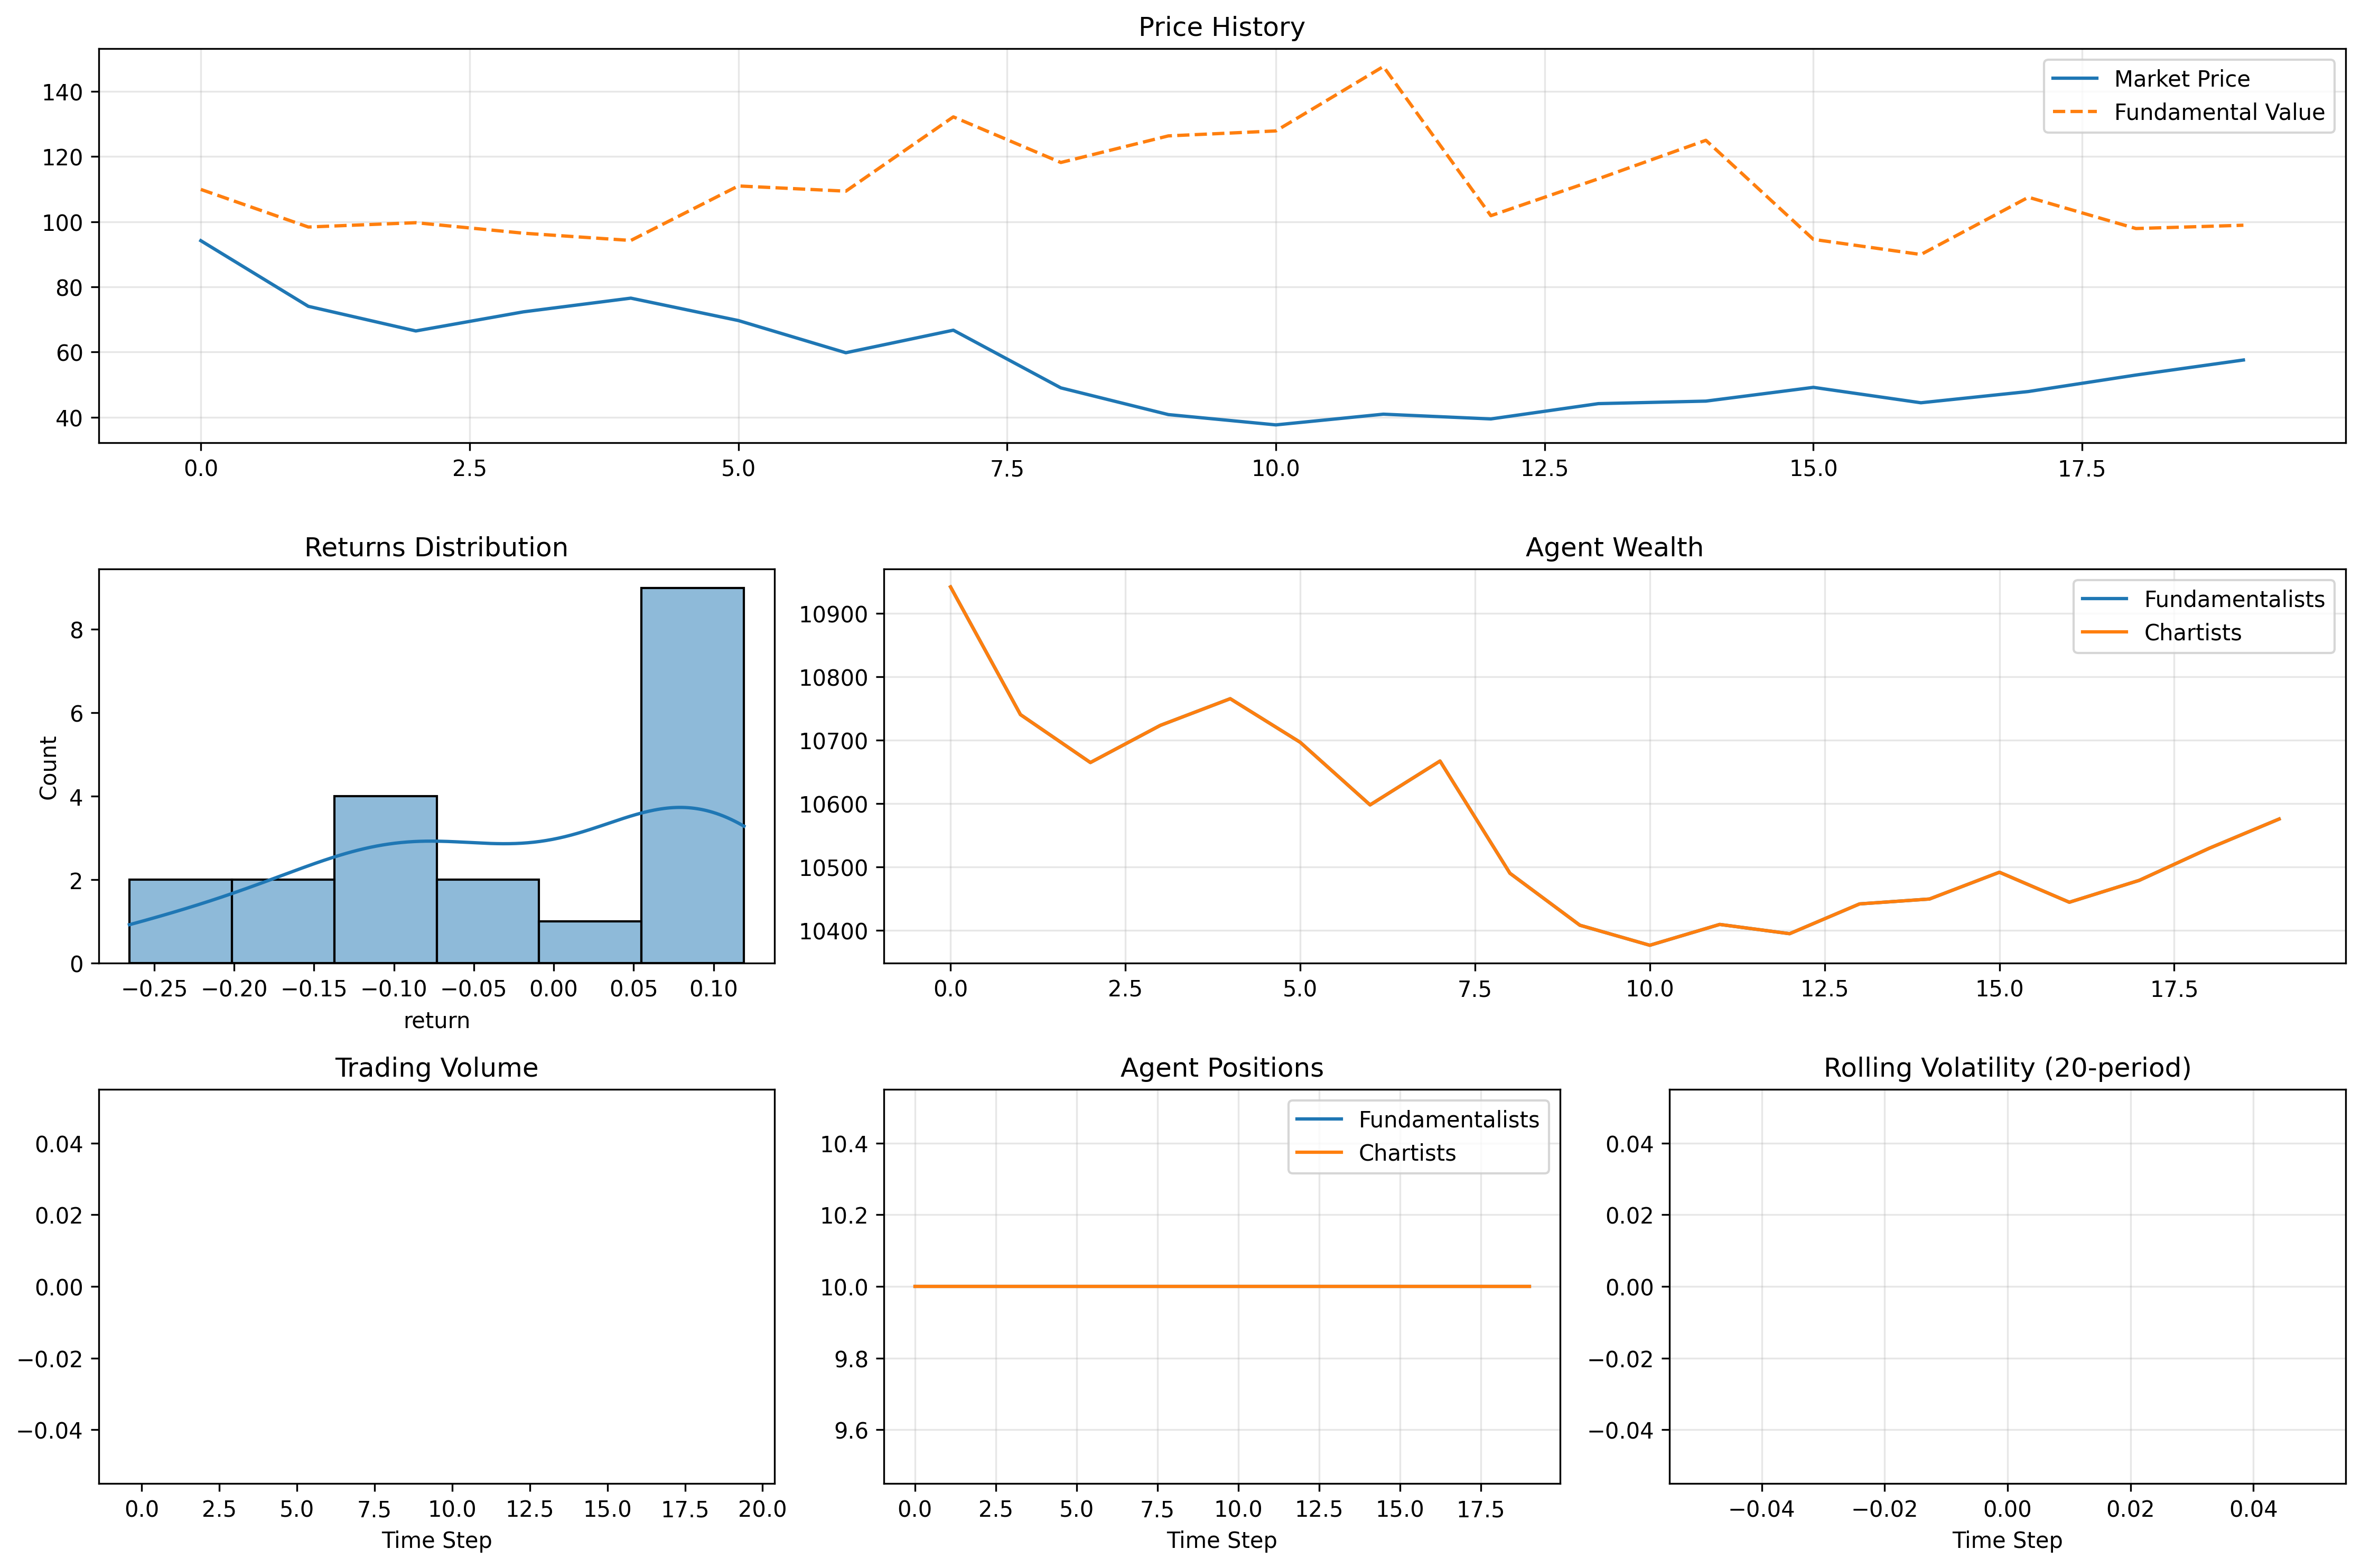 Price History
140
120
100
80
60
40
Market Price
Fundamental Value
0.0 2.5 5.0 7.5 10.0 12.5 15.0 17.5
Returns Distribution
8
6
4
2
0
Count
−0.25 −0.20 −0.15 −0.10 −0.05 0.00 0.05 0.10
return
Agent Wealth
10900
10800
10700
10600
10500
10400
Fundamentalists
Chartists
0.0 2.5 5.0 7.5 10.0 12.5 15.0 17.5
Trading Volume
0.04
0.02
0.00
−0.02
−0.04
0.0 2.5 5.0 7.5 10.0 12.5 15.0 17.5 20.0
Time Step
Agent Positions
10.4
10.2
10.0
9.8
9.6
Fundamentalists
Chartists
0.0 2.5 5.0 7.5 10.0 12.5 15.0 17.5
Time Step
Rolling Volatility (20-period)
0.04
0.02
0.00
−0.02
−0.04
−0.04 −0.02 0.00 0.02 0.04
Time Step